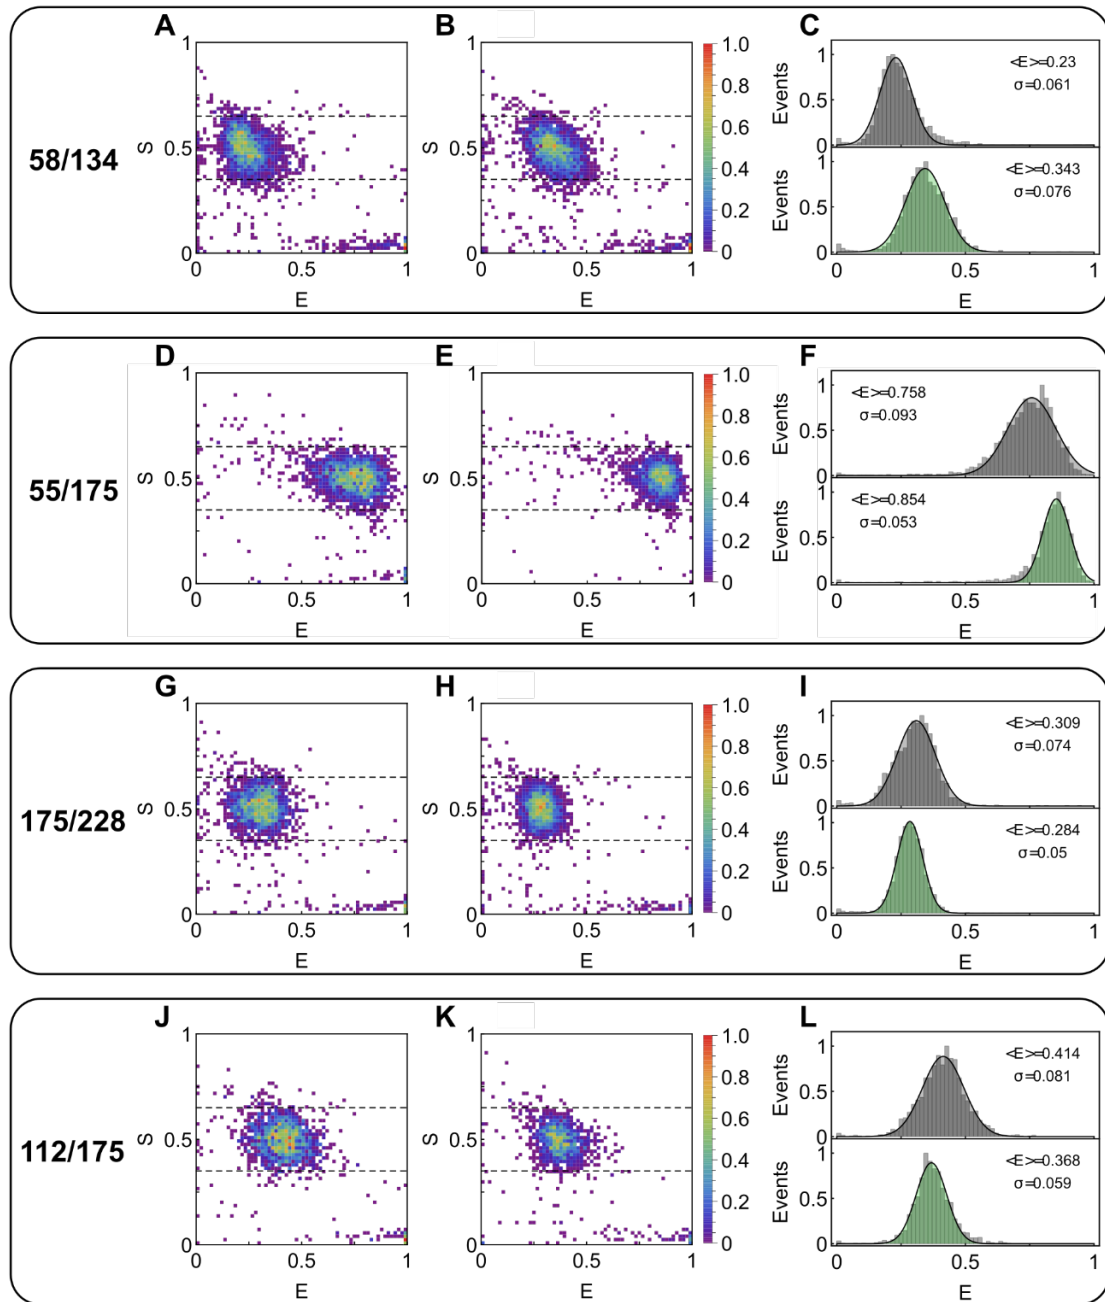 A B C
58/134
1
0.5
0
S
0 0.5 1
E
1
0.5
0
S
0 0.5 1
E
1.0
0.8
0.6
0.4
0.2
0
Events
1
0.5
0
<E>=0.23
σ=0.061
Events
1
0.5
0
<E>=0.343
σ=0.076
0 0.5 1
E
D E F
55/175
1
0.5
0
S
0 0.5 1
E
1
0.5
0
S
0 0.5 1
E
1.0
0.8
0.6
0.4
0.2
0
Events
1
0.5
0
<E>=0.758
σ=0.093
Events
1
0.5
0
<E>=0.854
σ=0.053
0 0.5 1
E
G H I
175/228
1
0.5
0
S
0 0.5 1
E
1
0.5
0
S
0 0.5 1
E
1.0
0.8
0.6
0.4
0.2
0
Events
1
0.5
0
<E>=0.309
σ=0.074
Events
1
0.5
0
<E>=0.284
σ=0.05
0 0.5 1
E
J K L
112/175
1
0.5
0
S
0 0.5 1
E
1
0.5
0
S
0 0.5 1
E
1.0
0.8
0.6
0.4
0.2
0
Events
1
0.5
0
<E>=0.414
σ=0.081
Events
1
0.5
0
<E>=0.368
σ=0.059
0 0.5 1
E